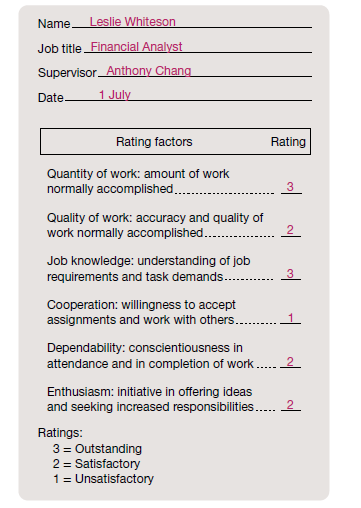 Name Leslie Whiteson
Job title Financial Analyst
Supervisor Anthony Chang
Date 1 July
Rating factors Rating
Quantity of work: amount of work
normally accomplished 3
Quality of work: accuracy and quality of
work normally accomplished 2
Job knowledge: understanding of job
requirements and task demands 3
Cooperation: willingness to accept
assignments and work with others 1
Dependability: conscientiousness in
attendance and in completion of work 2
Enthusiasm: initiative in offering ideas
and seeking increased responsibilities 2
Ratings:
3 = Outstanding
2 = Satisfactory
1 = Unsatisfactory